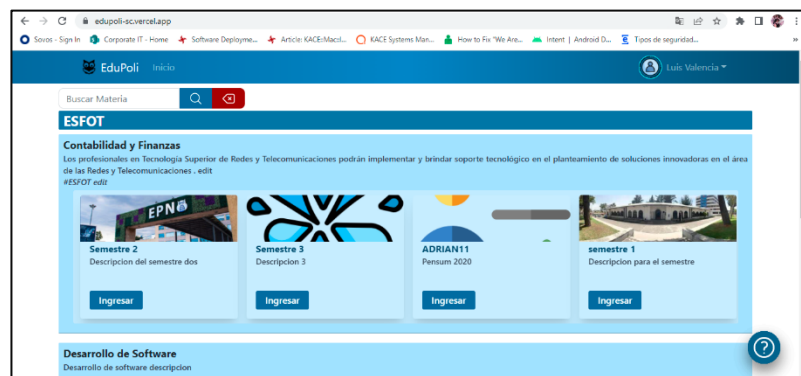 edupoli-sc.vercel.app
Sovos - Sign In Corporate IT - Home Software Deployme... Article: KACE:Macsl... KACE Systems Man... How to Fix "We Are... Intent | Android D... Tipos de seguridad... »
EduPoli Inicio Luis Valencia
Buscar Materia
ESFOT
Contabilidad y Finanzas
Los profesionales en Tecnología Superior de Redes y Telecomunicaciones podrán implementar y brindar soporte tecnológico en el planteamiento de soluciones innovadoras en el área
de las Redes y Telecomunicaciones . edit
#ESFOT edit
EPN
Semestre 2 Semestre 3 ADRIAN11 semestre 1
Descripcion del semestre dos Descripcion 3 Pensum 2020 Descripcion para el semestre
Ingresar Ingresar Ingresar Ingresar
Desarrollo de Software
Desarrollo de software descripcion
?